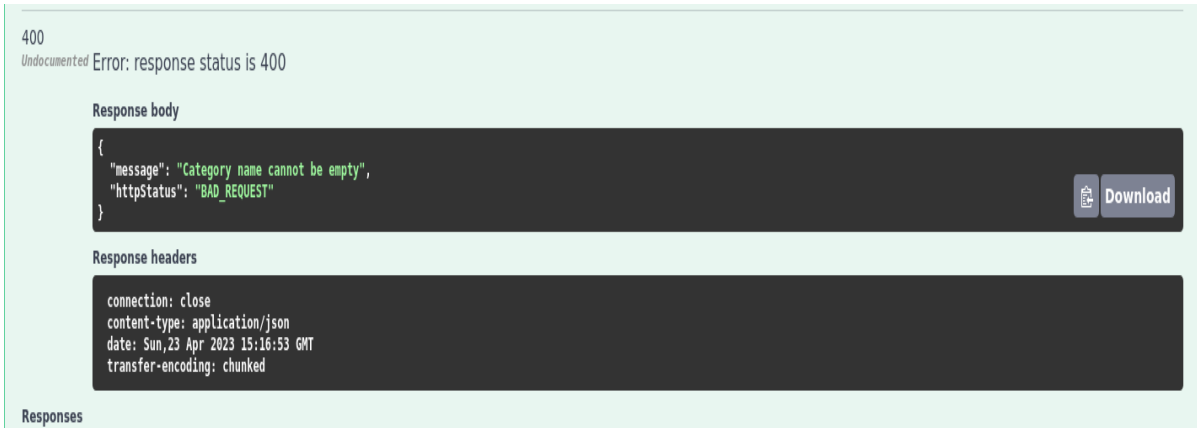 400
Undocumented Error: response status is 400
Response body
{
"message": "Category name cannot be empty",
"httpStatus": "BAD_REQUEST"
}
Download
Response headers
connection: close
content-type: application/json
date: Sun,23 Apr 2023 15:16:53 GMT
transfer-encoding: chunked
Responses